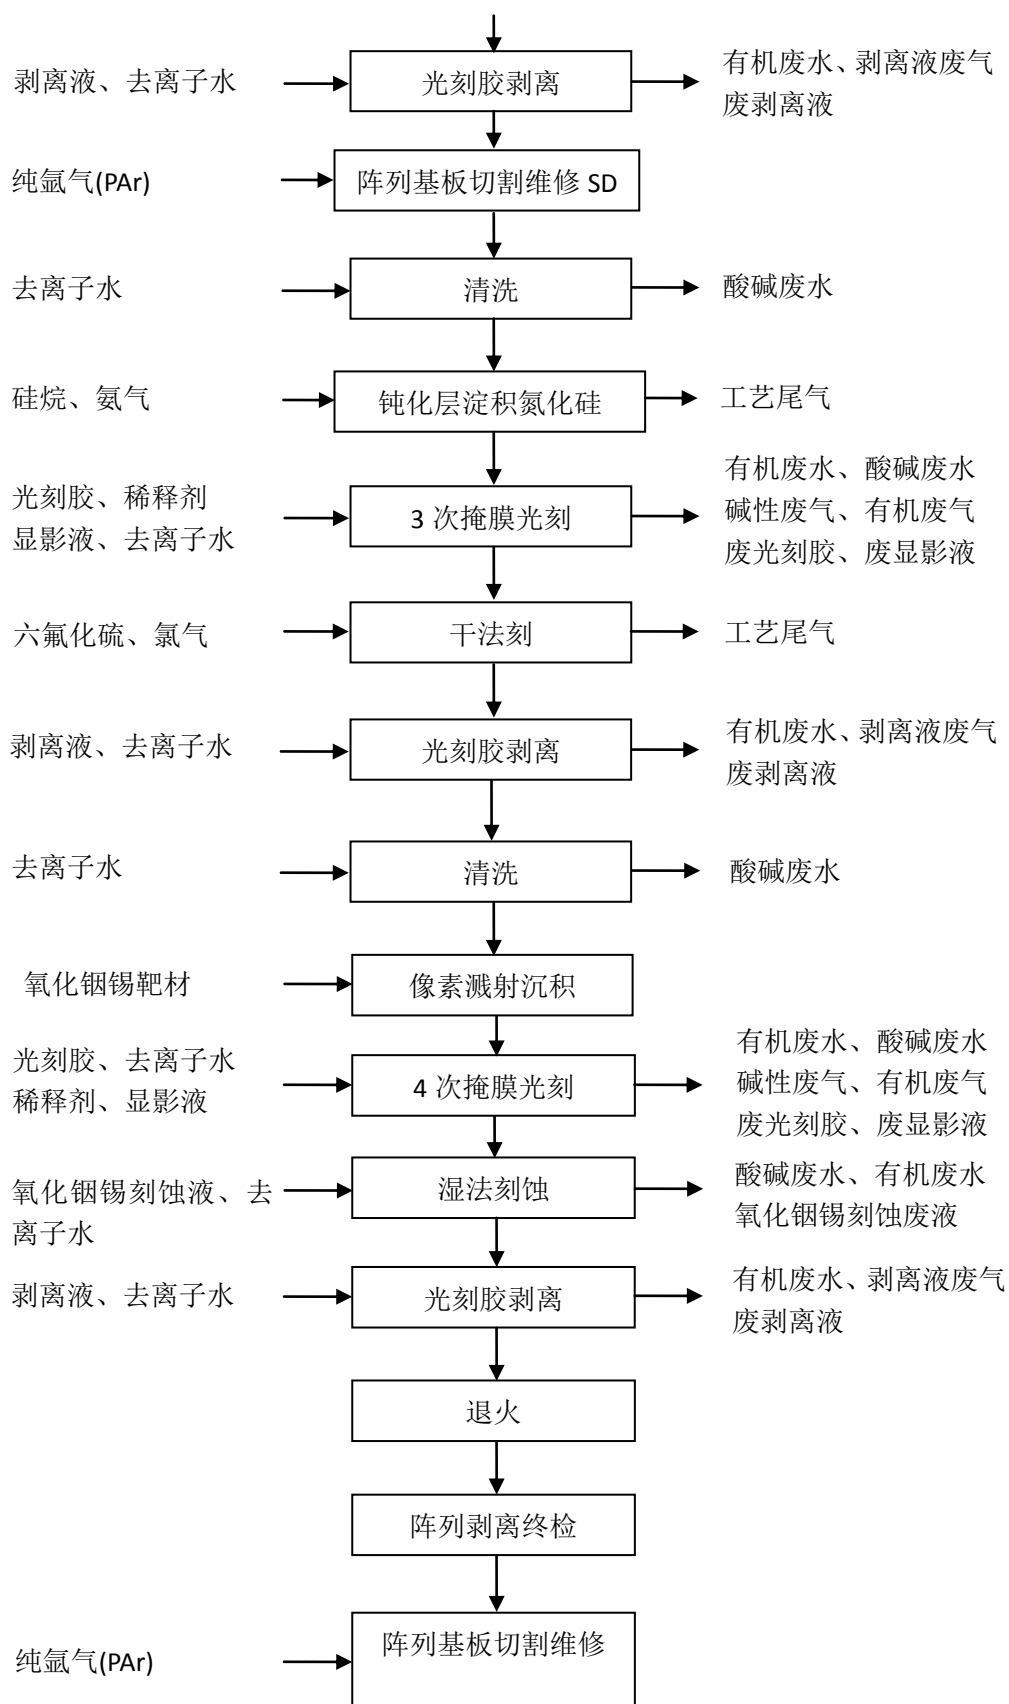 剥离液、去离子水
光刻胶剥离
有机废水、剥离液废气
废剥离液
纯氩气(PAr)
阵列基板切割维修 SD
去离子水
清洗
酸碱废水
硅烷、氨气
钝化层淀积氮化硅
工艺尾气
光刻胶、稀释剂
显影液、去离子水
3 次掩膜光刻
有机废水、酸碱废水
碱性废气、有机废气
废光刻胶、废显影液
六氟化硫、氯气
干法刻
工艺尾气
剥离液、去离子水
光刻胶剥离
有机废水、剥离液废气
废剥离液
去离子水
清洗
酸碱废水
氧化铟锡靶材
像素溅射沉积
光刻胶、去离子水
稀释剂、显影液
4 次掩膜光刻
有机废水、酸碱废水
碱性废气、有机废气
废光刻胶、废显影液
氧化铟锡刻蚀液、去
离子水
湿法刻蚀
酸碱废水、有机废水
氧化铟锡刻蚀废液
剥离液、去离子水
光刻胶剥离
有机废水、剥离液废气
废剥离液
退火
阵列剥离终检
纯氩气(PAr)
阵列基板切割维修